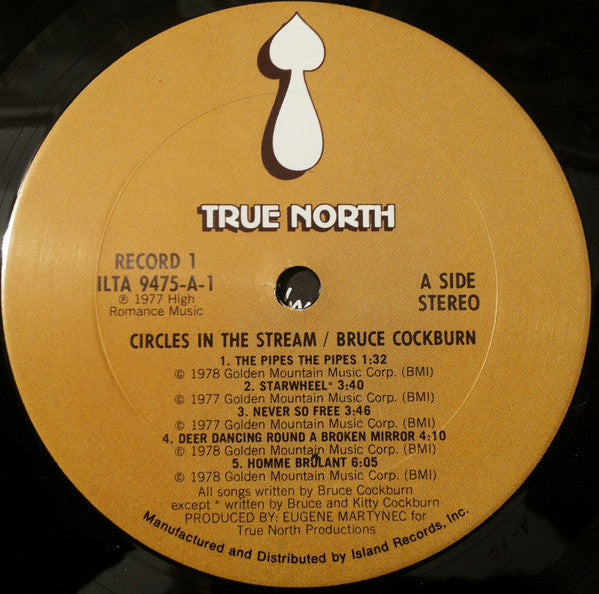 TRUE NORTH
RECORD 1
ILTA 9475-A-1
℗ 1977 High
Romance Music
A SIDE
STEREO
CIRCLES IN THE STREAM / BRUCE COCKBURN
1. THE PIPES THE PIPES 1:32
© 1978 Golden Mountain Music Corp. (BMI)
2. STARWHEEL* 3:40
© 1977 Golden Mountain Music Corp. (BMI)
3. NEVER SO FREE 3:46
© 1977 Golden Mountain Music Corp. (BMI)
4. DEER DANCING ROUND A BROKEN MIRROR 4:10
© 1978 Golden Mountain Music Corp. (BMI)
5. HOMME BRULANT 6:05
© 1978 Golden Mountain Music Corp. (BMI)
All songs written by Bruce Cockburn
except * written by Bruce and Kitty Cockburn
PRODUCED BY: EUGENE MARTYNEC for
True North Productions
Manufactured and Distributed by Island Records, Inc.